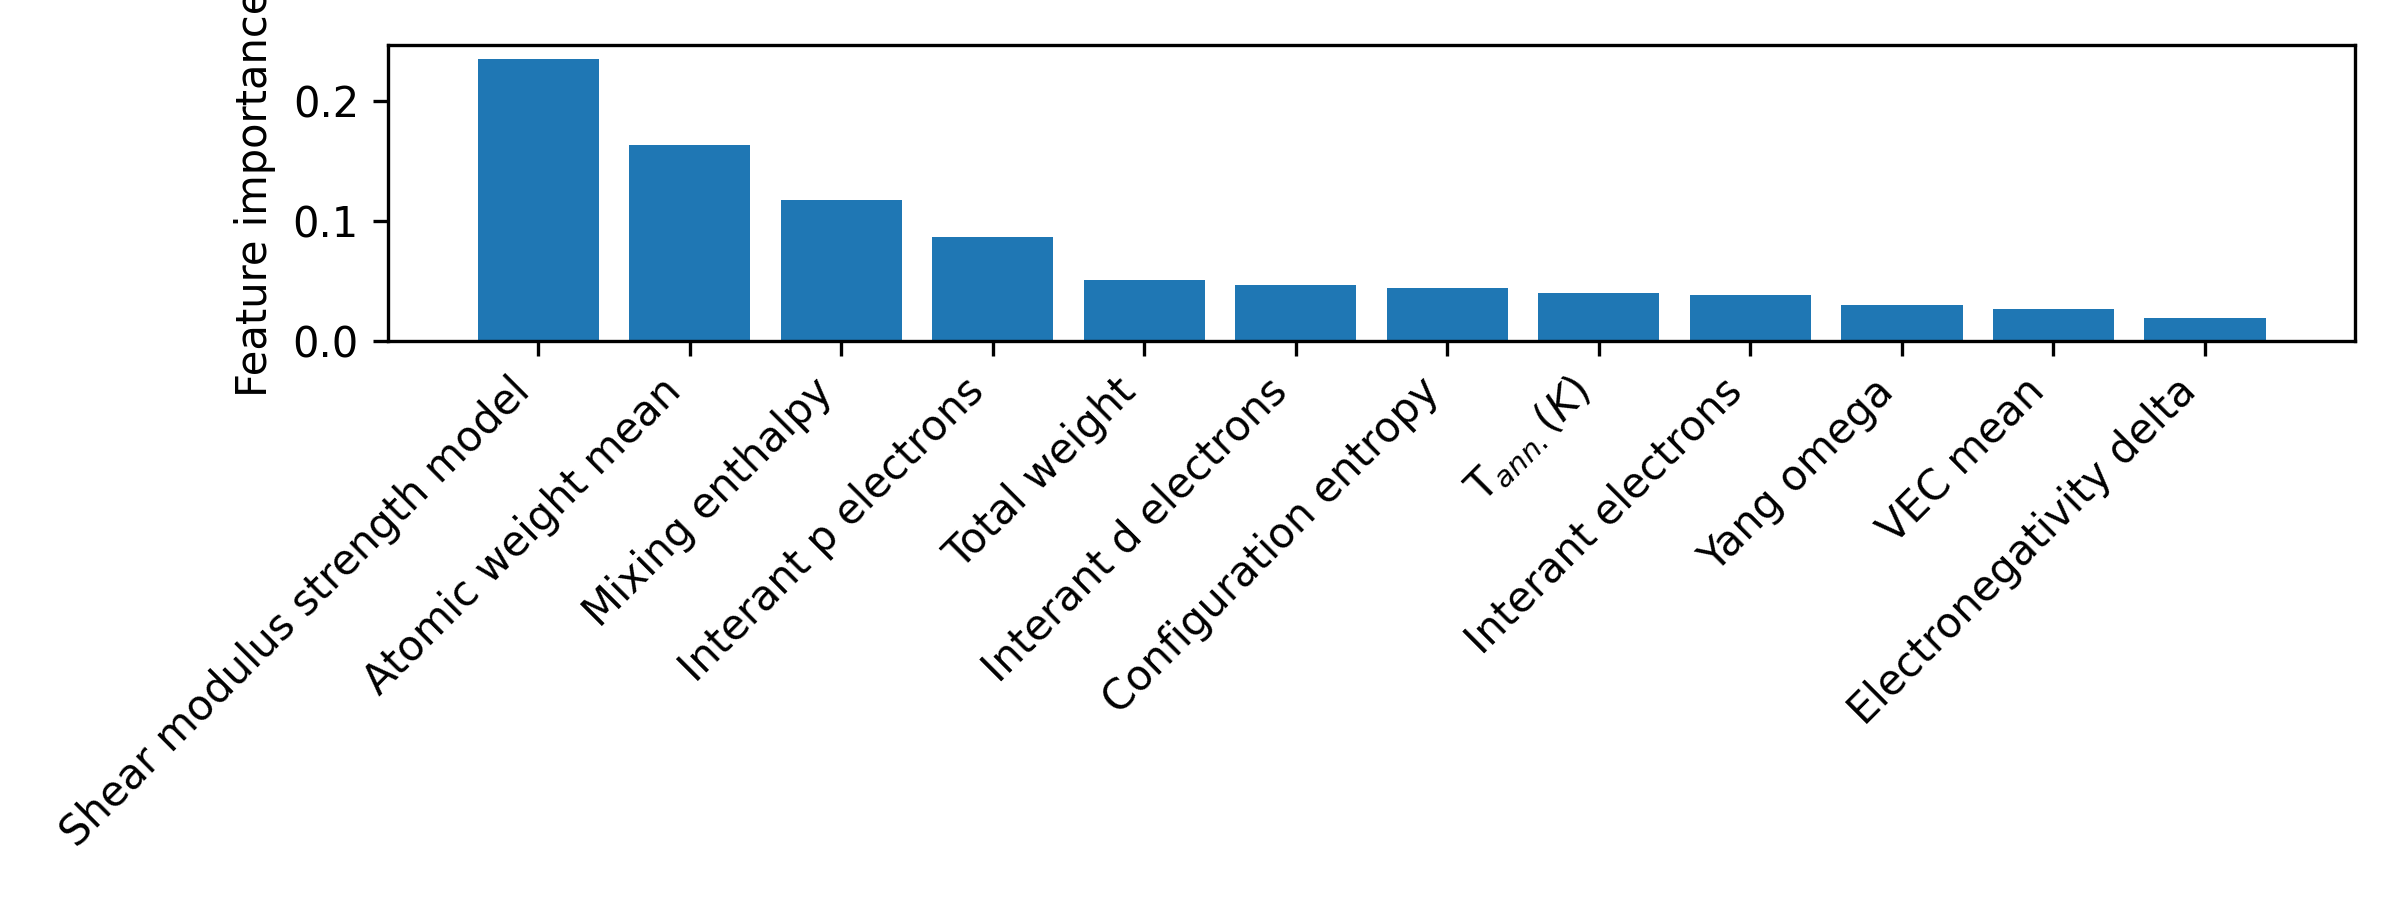 Feature importance
0.2
0.1
0.0
Shear modulus strength model
Atomic weight mean
Mixing enthalpy
Interant p electrons
Total weight
Interant d electrons
Configuration entropy
Tann.(K)
Interant electrons
Yang omega
VEC mean
Electronegativity delta